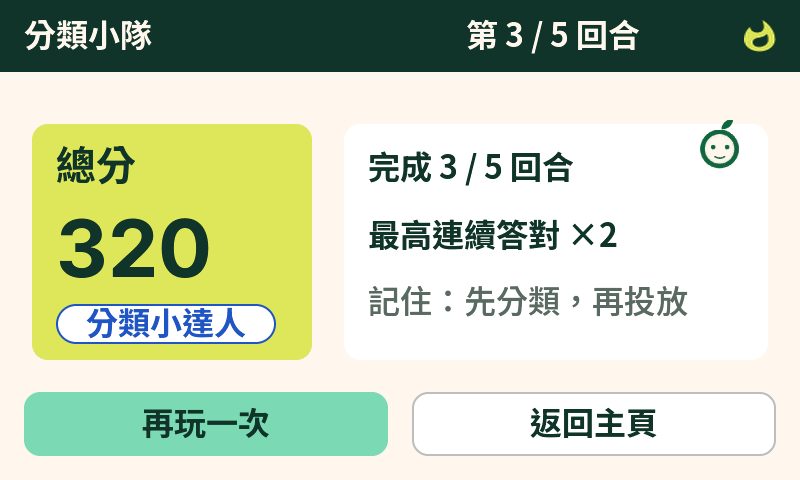 分類小隊
第 3 / 5 回合
總分
320
分類小達人
完成 3 / 5 回合
最高連續答對 ×2
記住：先分類，再投放
再玩一次
返回主頁